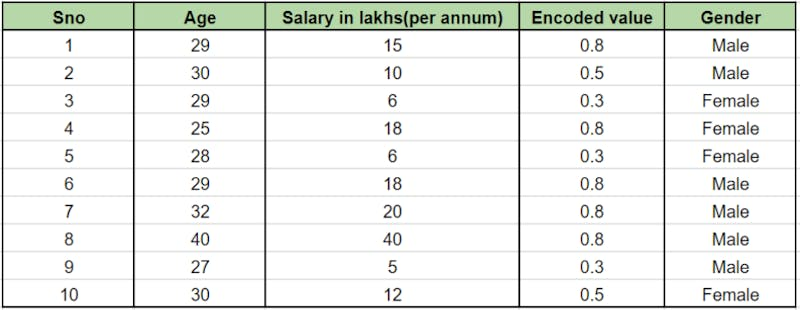 Sno Age Salary in lakhs(per annum) Encoded value Gender
1 29 15 0.8 Male
2 30 10 0.5 Male
3 29 6 0.3 Female
4 25 18 0.8 Female
5 28 6 0.3 Female
6 29 18 0.8 Male
7 32 20 0.8 Male
8 40 40 0.8 Male
9 27 5 0.3 Male
10 30 12 0.5 Female